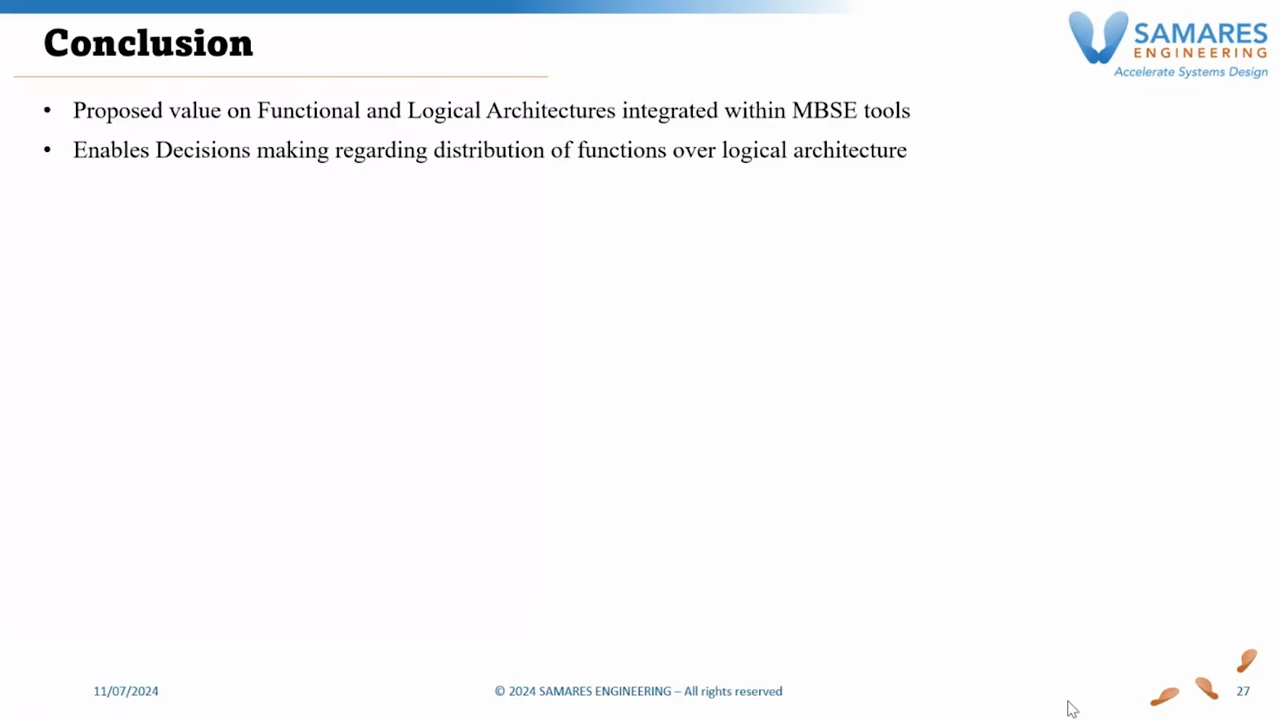 Conclusion
SAMARES
ENGINEERING
Accelerate Systems Design
• Proposed value on Functional and Logical Architectures integrated within MBSE tools
• Enables Decisions making regarding distribution of functions over logical architecture
11/07/2024
© 2024 SAMARES ENGINEERING – All rights reserved
27